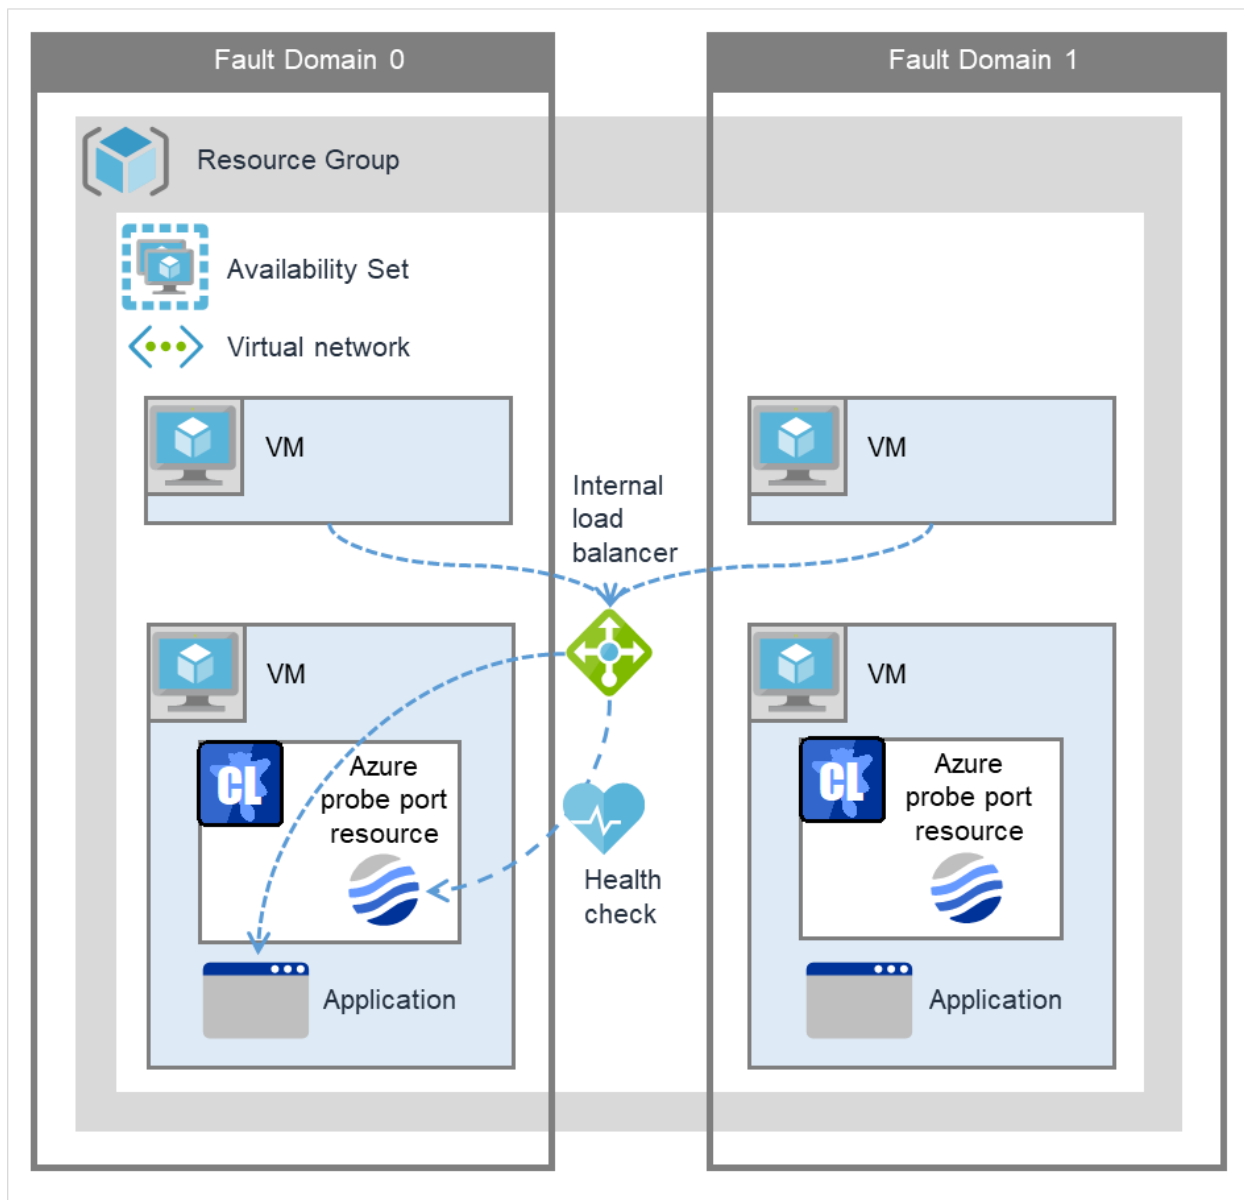 Fault Domain 0
Fault Domain 1
Resource Group
Availability Set
Virtual network
VM
VM
Internal
load
balancer
VM
VM
CL
Azure
probe port
resource
CL
Azure
probe port
resource
Health
check
Application
Application